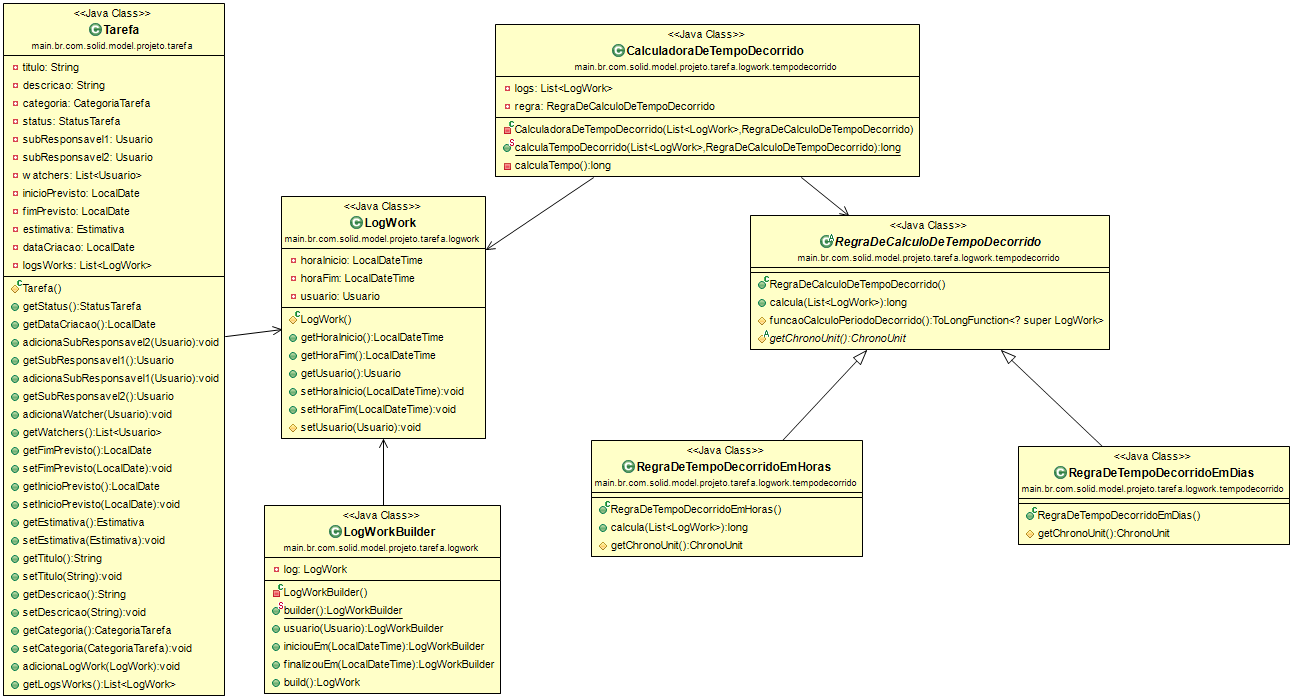 <<Java Class>>
Tarefa
main.br.com.solid.model.projeto.tarefa
titulo: String
descricao: String
categoria: CategoriaTarefa
status: StatusTarefa
subResponsavel1: Usuario
subResponsavel2: Usuario
watchers: List<Usuario>
inicioPrevisto: LocalDate
fimPrevisto: LocalDate
estimativa: Estimativa
dataCriacao: LocalDate
logsWorks: List<LogWork>
Tarefa()
getStatus():StatusTarefa
getDataCriacao():LocalDate
adicionaSubResponsavel2(Usuario):void
getSubResponsavel1():Usuario
adicionaSubResponsavel1(Usuario):void
getSubResponsavel2():Usuario
adicionaWatcher(Usuario):void
getWatchers():List<Usuario>
getFimPrevisto():LocalDate
setFimPrevisto(LocalDate):void
getInicioPrevisto():LocalDate
setInicioPrevisto(LocalDate):void
getEstimativa():Estimativa
setEstimativa(Estimativa):void
getTitulo():String
setTitulo(String):void
getDescricao():String
setDescricao(String):void
getCategoria():CategoriaTarefa
setCategoria(CategoriaTarefa):void
adicionaLogWork(LogWork):void
getLogsWorks():List<LogWork>
<<Java Class>>
CalculadoraDeTempoDecorrido
main.br.com.solid.model.projeto.tarefa.logwork.tempodecorrido
logs: List<LogWork>
regra: RegraDeCalculoDeTempoDecorrido
CalculadoraDeTempoDecorrido(List<LogWork>,RegraDeCalculoDeTempoDecorrido)
calculaTempoDecorrido(List<LogWork>,RegraDeCalculoDeTempoDecorrido):long
calculaTempo():long
<<Java Class>>
LogWork
main.br.com.solid.model.projeto.tarefa.logwork
horaInicio: LocalDateTime
horaFim: LocalDateTime
usuario: Usuario
LogWork()
getHoraInicio():LocalDateTime
getHoraFim():LocalDateTime
getUsuario():Usuario
setHoraInicio(LocalDateTime):void
setHoraFim(LocalDateTime):void
setUsuario(Usuario):void
<<Java Class>>
RegraDeCalculoDeTempoDecorrido
main.br.com.solid.model.projeto.tarefa.logwork.tempodecorrido
RegraDeCalculoDeTempoDecorrido()
calcula(List<LogWork>):long
funcaoCalculoPeriodoDecorrido():ToLongFunction<? super LogWork>
getChronoUnit():ChronoUnit
<<Java Class>>
LogWorkBuilder
main.br.com.solid.model.projeto.tarefa.logwork
log: LogWork
LogWorkBuilder()
builder():LogWorkBuilder
usuario(Usuario):LogWorkBuilder
iniciouEm(LocalDateTime):LogWorkBuilder
finalizouEm(LocalDateTime):LogWorkBuilder
build():LogWork
<<Java Class>>
RegraDeTempoDecorridoEmHoras
main.br.com.solid.model.projeto.tarefa.logwork.tempodecorrido
RegraDeTempoDecorridoEmHoras()
calcula(List<LogWork>):long
getChronoUnit():ChronoUnit
<<Java Class>>
RegraDeTempoDecorridoEmDias
main.br.com.solid.model.projeto.tarefa.logwork.tempodecorrido
RegraDeTempoDecorridoEmDias()
getChronoUnit():ChronoUnit